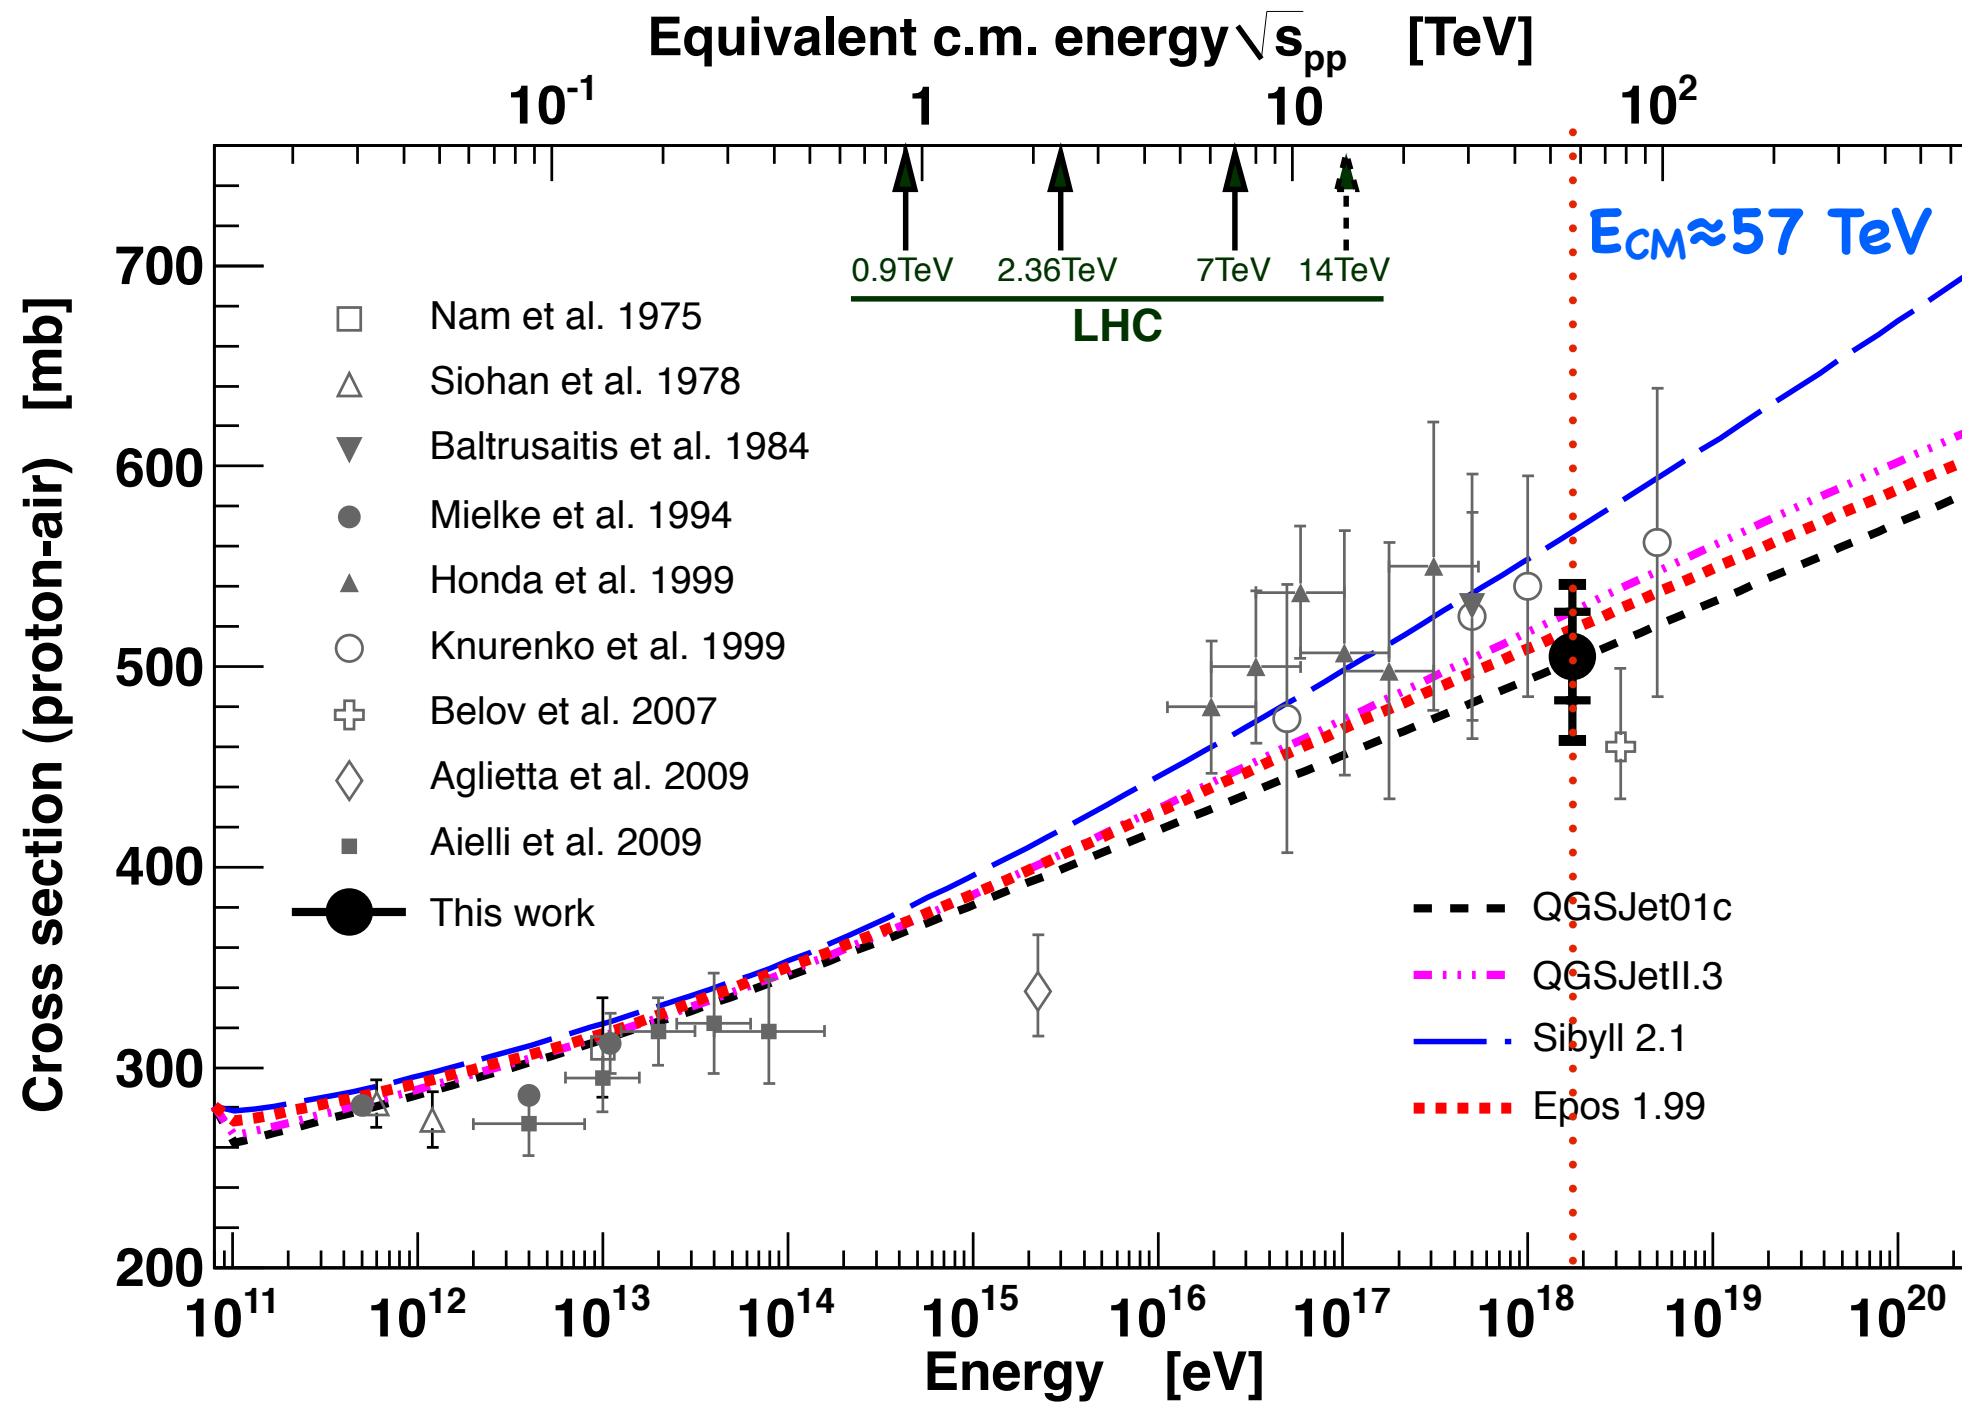 Equivalent c.m. energy √s_pp [TeV]
10^-1 1 10 10^2
E_CM≈57 TeV
0.9TeV 2.36TeV 7TeV 14TeV
LHC
Cross section (proton-air) [mb]
700
600
500
400
300
200
Nam et al. 1975
Siohan et al. 1978
Baltrusaitis et al. 1984
Mielke et al. 1994
Honda et al. 1999
Knurenko et al. 1999
Belov et al. 2007
Aglietta et al. 2009
Aielli et al. 2009
This work
QGSJet01c
QGSJetII.3
Sibyll 2.1
Epos 1.99
10^11 10^12 10^13 10^14 10^15 10^16 10^17 10^18 10^19 10^20
Energy [eV]